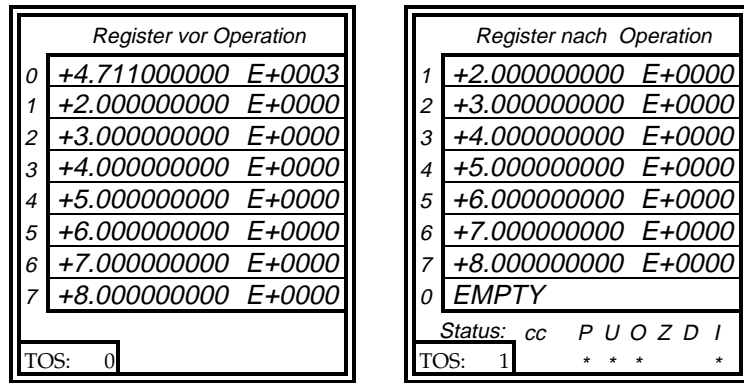 Register vor Operation
0 +4.711000000 E+0003
1 +2.000000000 E+0000
2 +3.000000000 E+0000
3 +4.000000000 E+0000
4 +5.000000000 E+0000
5 +6.000000000 E+0000
6 +7.000000000 E+0000
7 +8.000000000 E+0000
TOS: 0
Register nach Operation
1 +2.000000000 E+0000
2 +3.000000000 E+0000
3 +4.000000000 E+0000
4 +5.000000000 E+0000
5 +6.000000000 E+0000
6 +7.000000000 E+0000
7 +8.000000000 E+0000
0 EMPTY
Status: cc P U O Z D I
TOS: 1 * * * *